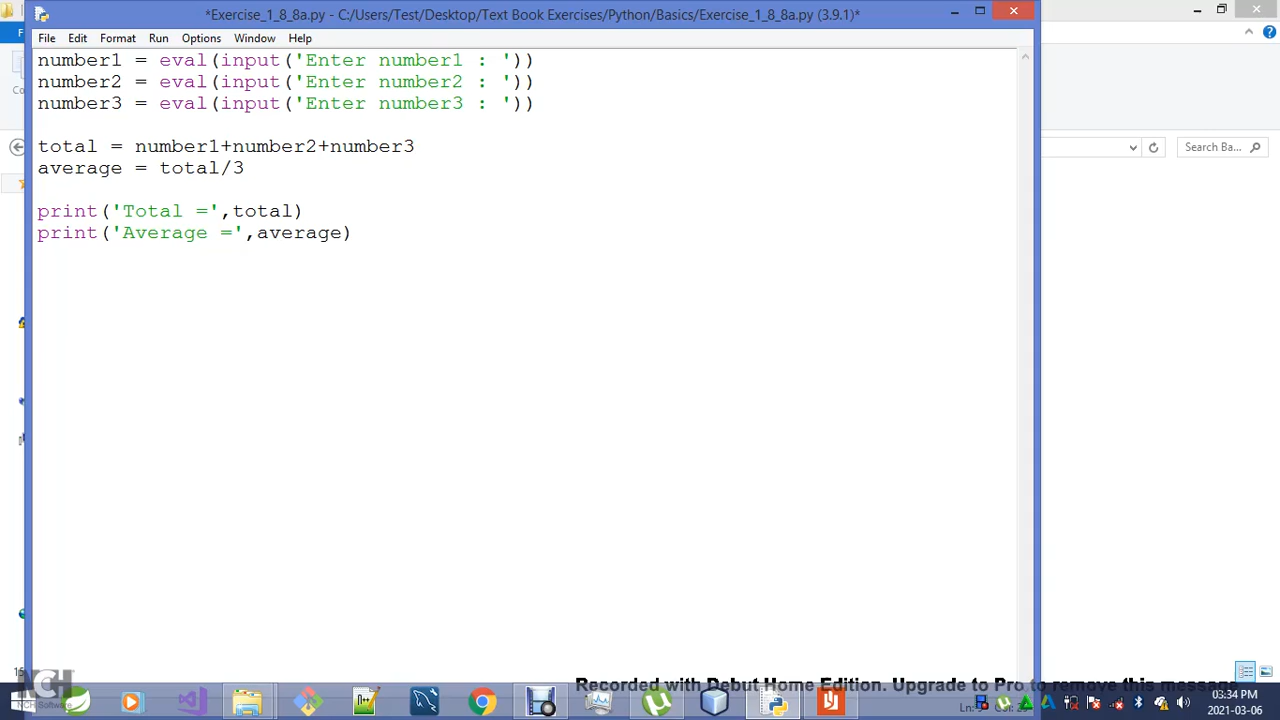 *Exercise_1_8_8a.py - C:/Users/Test/Desktop/Text Book Exercises/Python/Basics/Exercise_1_8_8a.py (3.9.1)*
File Edit Format Run Options Window Help
number1 = eval(input('Enter number1 : '))
number2 = eval(input('Enter number2 : '))
number3 = eval(input('Enter number3 : '))
total = number1+number2+number3
average = total/3
print('Total =',total)
print('Average =',average)
Search Ba...
Recorded with Debut Home Edition. Upgrade to Pro to remove this message
NCH
NCH Software
03:34 PM
2021-03-06